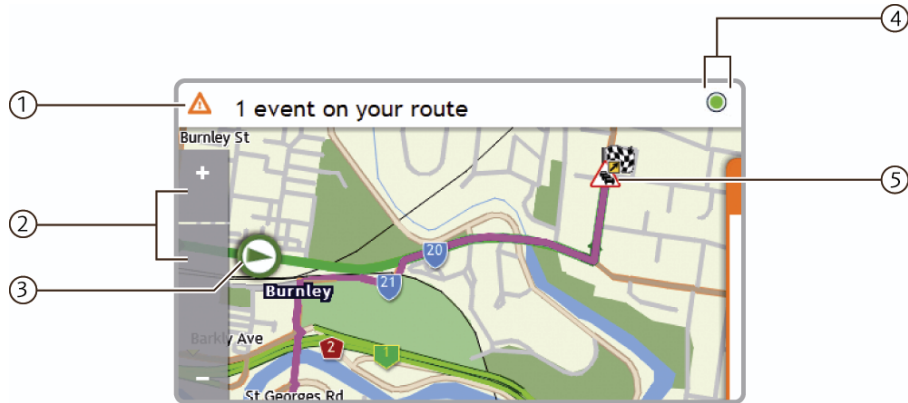 4
1
1 event on your route
Burnley St
+
5
2
20
3
21
Burnley
Barkly Ave
2
1
–
St Georges Rd